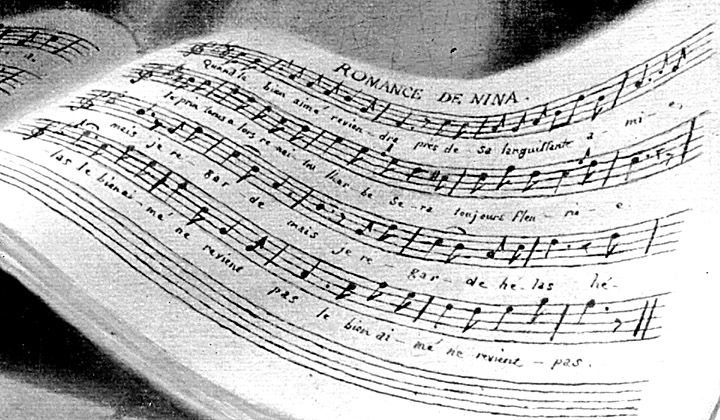 ROMANCE DE NINA.
Quand le bien aimé revien-dra près de sa languissante a-mi-e,
le prin tems a lors re nai-tra l'her be se-ra toujours fleu-ri-e
mais je re-gar de mais je re-gar-de hé-las hé-
las le bien ai-mé ne revient pas le bien ai-mé ne revient-pas.